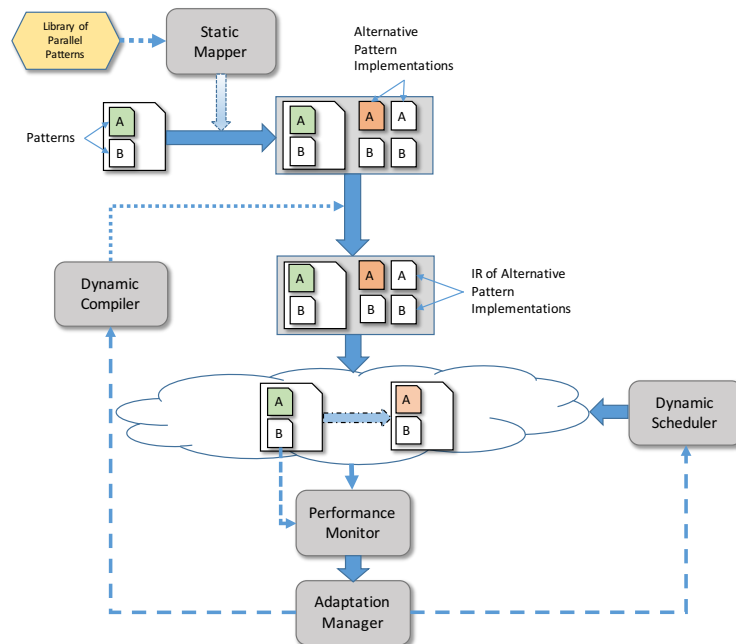 Library of
Parallel
Patterns
Static
Mapper
Alternative
Pattern
Implementations
Patterns
A
B
A
B
A
A
B
B
Dynamic
Compiler
A
B
A
A
B
B
IR of Alternative
Pattern
Implementations
A
B
A
B
Dynamic
Scheduler
Performance
Monitor
Adaptation
Manager